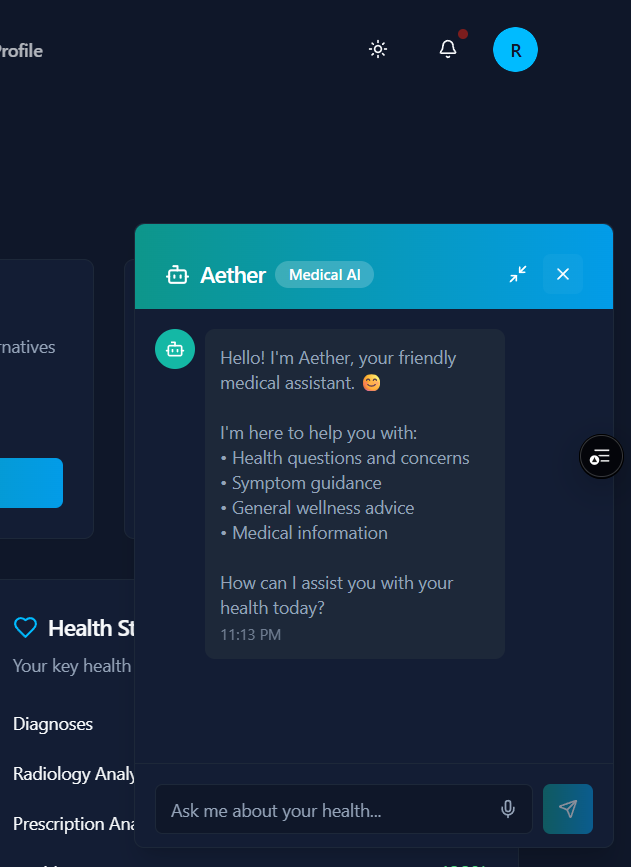 Profile
R
Aether
Medical AI
Hello! I'm Aether, your friendly
medical assistant. 😊
I'm here to help you with:
• Health questions and concerns
• Symptom guidance
• General wellness advice
• Medical information
How can I assist you with your
health today?
11:13 PM
Ask me about your health...
rnatives
Health St
Your key health
Diagnoses
Radiology Analy
Prescription Ana